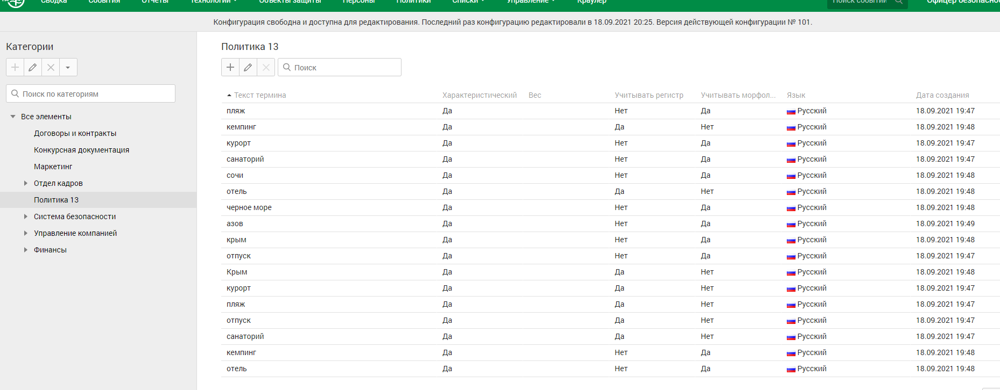 Сводка События Отчеты Технологии Объекты защиты Персоны Политики Списки Управление Краулер Поиск событий
Конфигурация свободна и доступна для редактирования. Последний раз конфигурацию редактировали в 18.09.2021 20:25. Версия действующей конфигурации № 101.
Категории
Поиск по категориям
Все элементы
Договоры и контракты
Конкурсная документация
Маркетинг
Отдел кадров
Политика 13
Система безопасности
Управление компанией
Финансы
Политика 13
Поиск
Текст термина Характеристический Вес Учитывать регистр Учитывать морфол... Язык Дата создания
пляж Да Нет Да Русский 18.09.2021 19:47
кемпинг Да Да Нет Русский 18.09.2021 19:48
курорт Да Нет Да Русский 18.09.2021 19:47
санаторий Да Нет Да Русский 18.09.2021 19:47
сочи Да Нет Да Русский 18.09.2021 19:48
отель Да Да Нет Русский 18.09.2021 19:48
черное море Да Нет Да Русский 18.09.2021 19:48
азов Да Нет Да Русский 18.09.2021 19:49
крым Да Нет Да Русский 18.09.2021 19:48
отпуск Да Нет Да Русский 18.09.2021 19:47
Крым Да Да Нет Русский 18.09.2021 19:48
курорт Да Да Нет Русский 18.09.2021 19:47
пляж Да Да Нет Русский 18.09.2021 19:47
отпуск Да Да Нет Русский 18.09.2021 19:47
санаторий Да Да Нет Русский 18.09.2021 19:47
кемпинг Да Нет Да Русский 18.09.2021 19:48
отель Да Нет Да Русский 18.09.2021 19:48